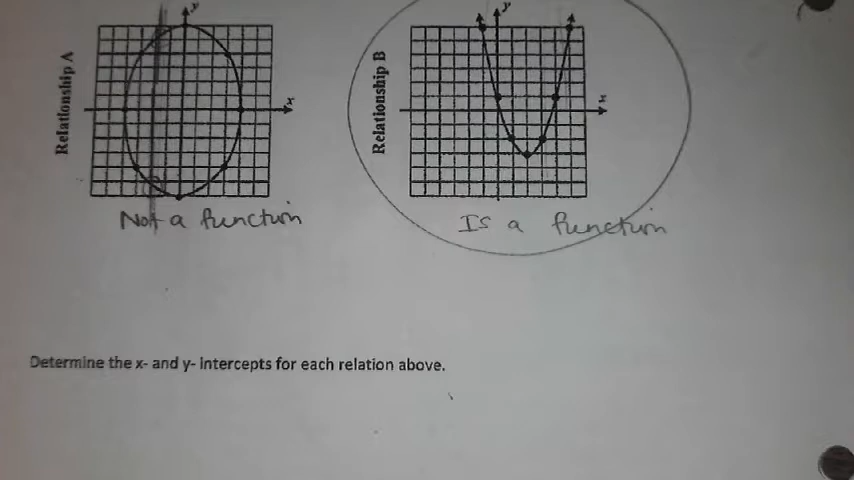 Relationship A
y
x
Not a function
Relationship B
y
x
Is a function
Determine the x- and y- intercepts for each relation above.